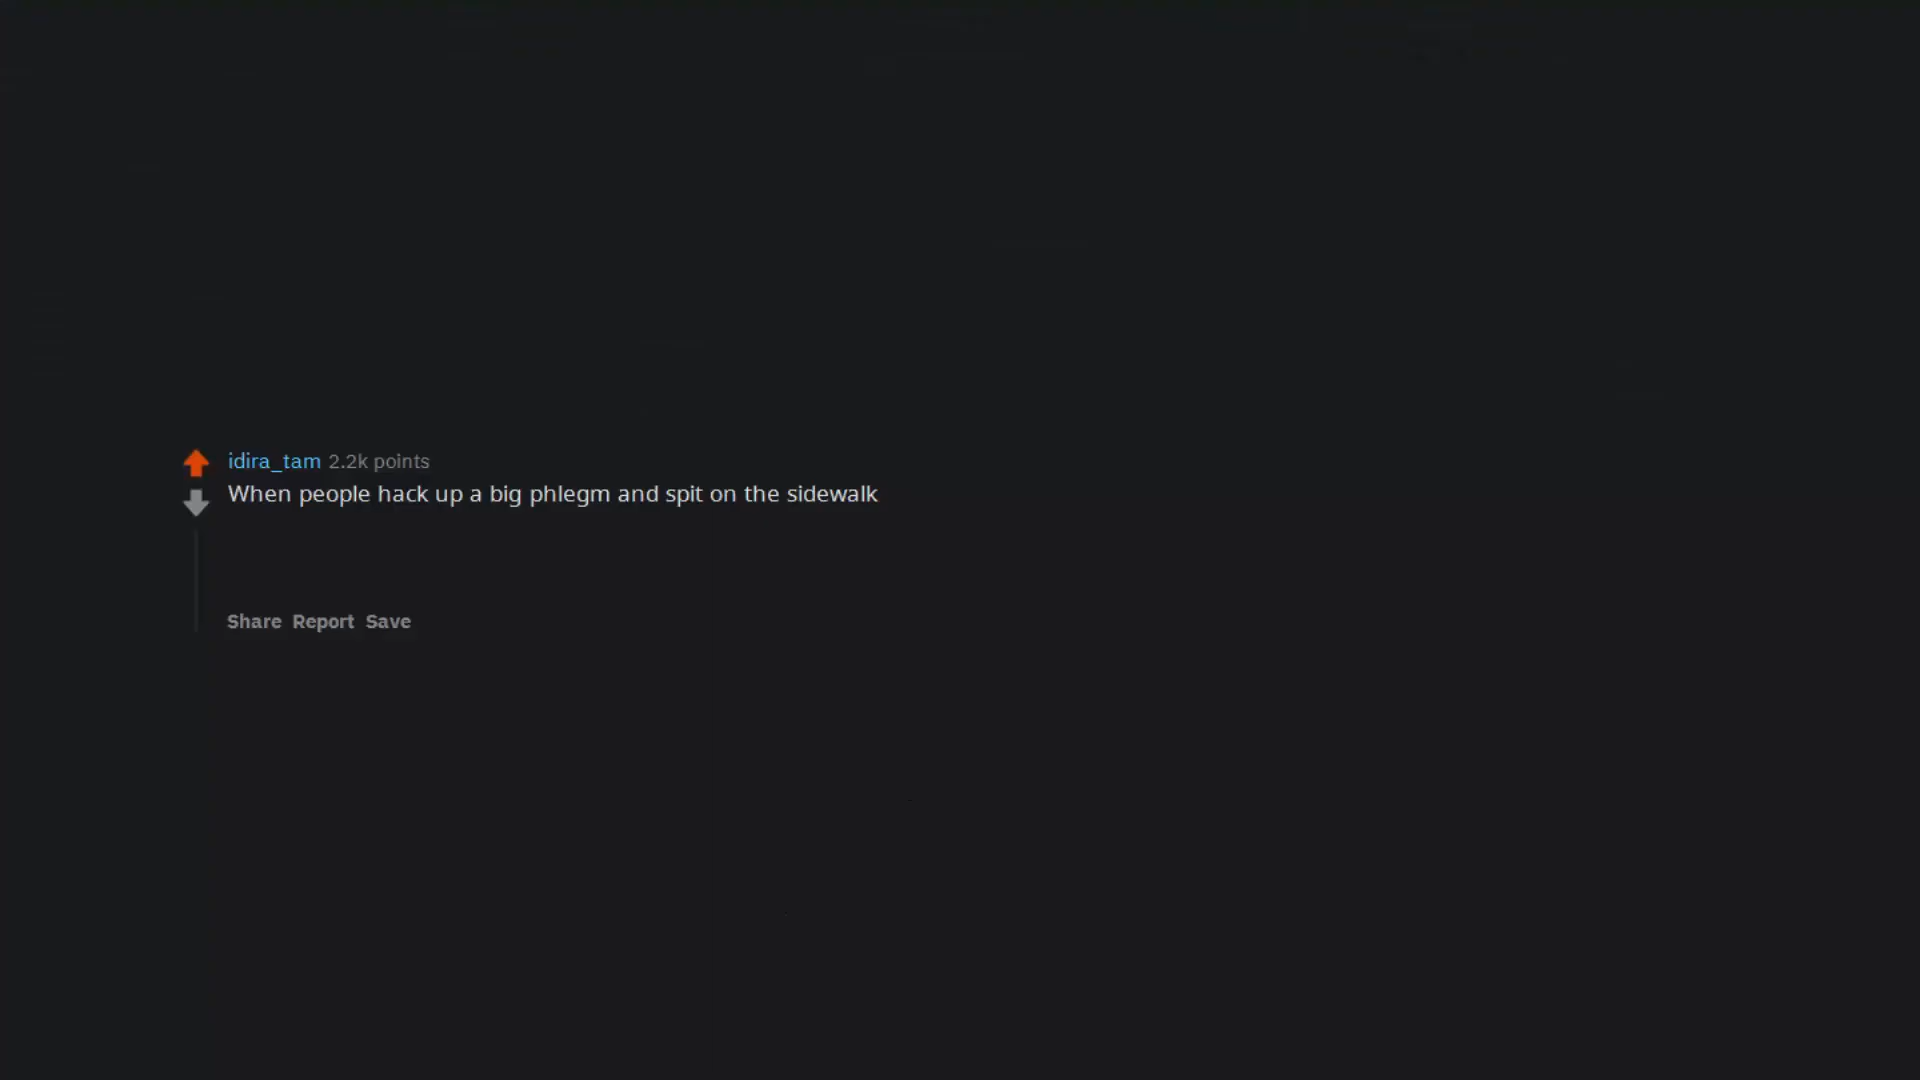 idira_tam 2.2k points
When people hack up a big phlegm and spit on the sidewalk
Share Report Save